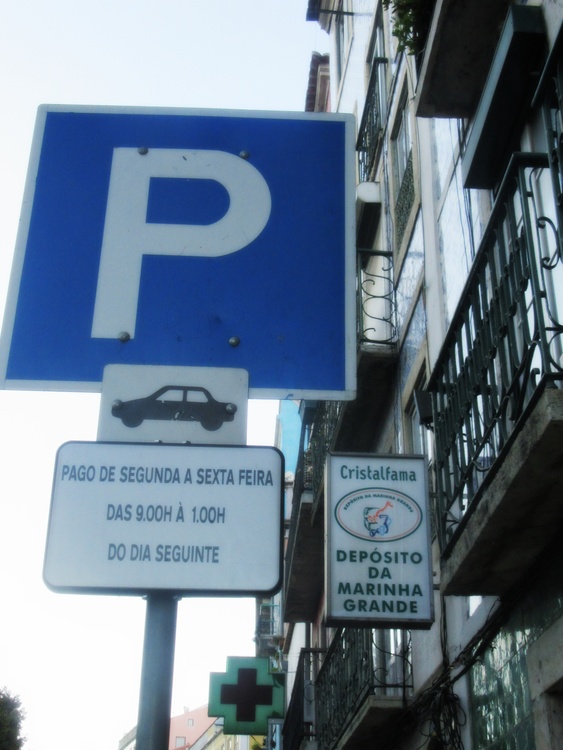 P
PAGO DE SEGUNDA A SEXTA FEIRA
DAS 9.00H À 1.00H
DO DIA SEGUINTE
Cristalfama
DEPÓSITO
DA
MARINHA
GRANDE